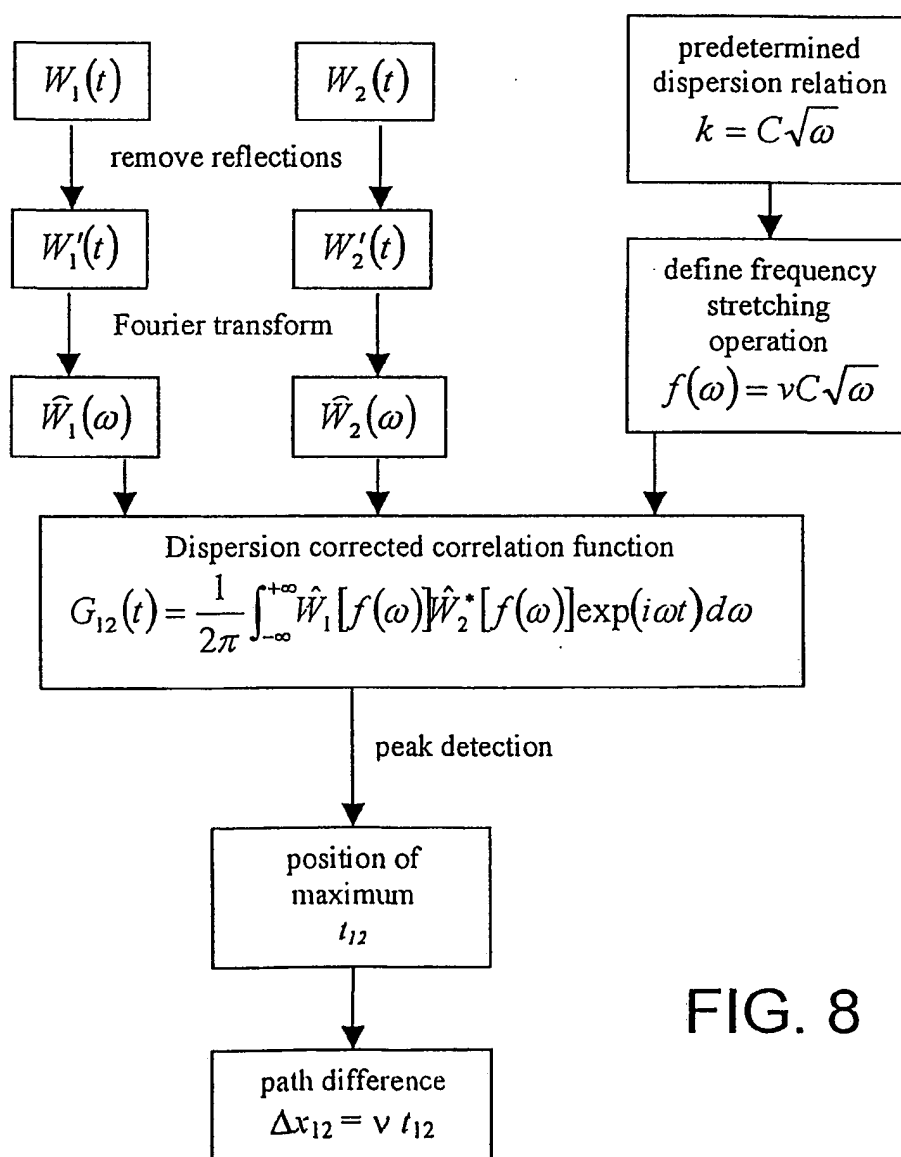 W₁(t)
W₂(t)
predetermined
dispersion relation
k = C√ω
remove reflections
W₁′(t)
W₂′(t)
define frequency
stretching
operation
f(ω) = νC√ω
Fourier transform
Ŵ₁(ω)
Ŵ₂(ω)
Dispersion corrected correlation function
G₁₂(t) = 1/2π ∫₋∞⁺∞ Ŵ₁[f(ω)]Ŵ₂*[f(ω)]exp(iωt)dω
peak detection
position of
maximum
t₁₂
path difference
Δx₁₂ = ν t₁₂
FIG. 8